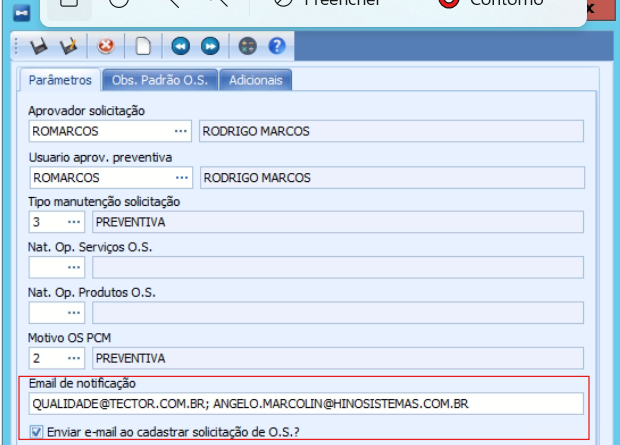 Preencher Contorno
Parâmetros Obs. Padrão O.S. Adicionais
Aprovador solicitação
ROMARCOS ... RODRIGO MARCOS
Usuario aprov. preventiva
ROMARCOS ... RODRIGO MARCOS
Tipo manutenção solicitação
3 ... PREVENTIVA
Nat. Op. Serviços O.S.
...
Nat. Op. Produtos O.S.
...
Motivo OS PCM
2 ... PREVENTIVA
Email de notificação
QUALIDADE@TECTOR.COM.BR; ANGELO.MARCOLIN@HINOSISTEMAS.COM.BR
Enviar e-mail ao cadastrar solicitação de O.S.?